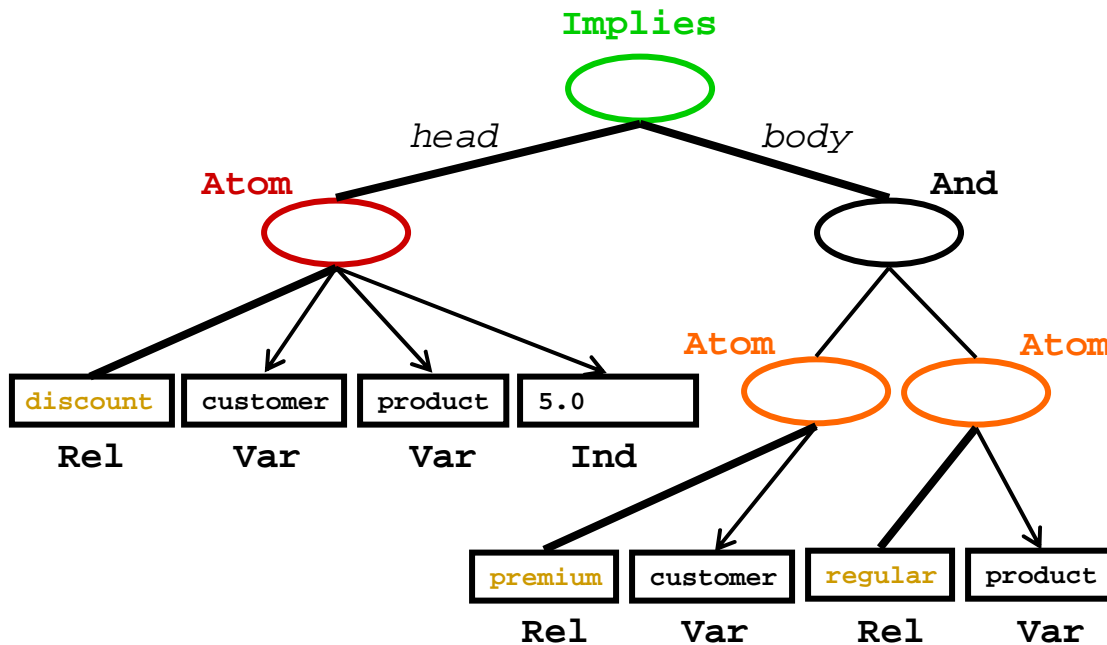 Implies
head body
Atom And
Atom Atom
discount customer product 5.0
Rel Var Var Ind
premium customer regular product
Rel Var Rel Var